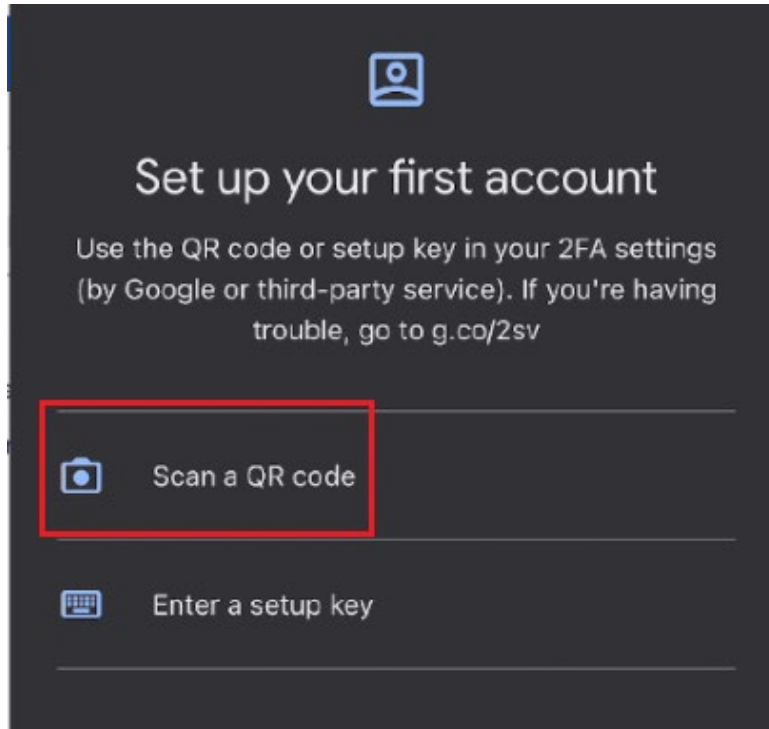 Set up your first account
Use the QR code or setup key in your 2FA settings
(by Google or third-party service). If you're having
trouble, go to g.co/2sv
Scan a QR code
Enter a setup key